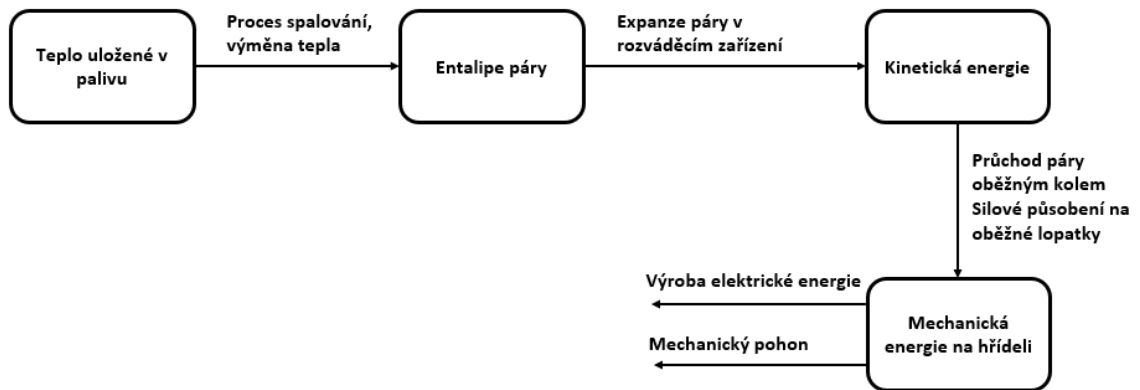 Teplo uložené v
palivu
Proces spalování,
výměna tepla
Entalipe páry
Expanze páry v
rozváděcím zařízení
Kinetická energie
Průchod páry
oběžným kolem
Silové působení na
oběžné lopatky
Mechanická
energie na hřídeli
Výroba elektrické energie
Mechanický pohon